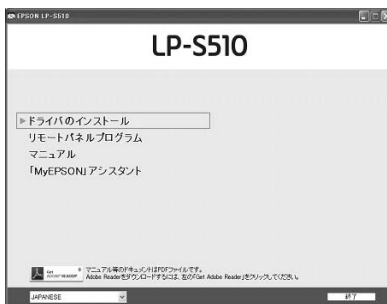 EPSON LP-S510
LP-S510
ドライバのインストール
リモートパネルプログラム
マニュアル
「MyEPSON」アシスタント
Get ADOBE READER
マニュアル等のドキュメントはPDFファイルです。
Adobe Readerをダウンロードするには、左の「Get Adobe Reader」をクリックしてください。
JAPANESE
終了